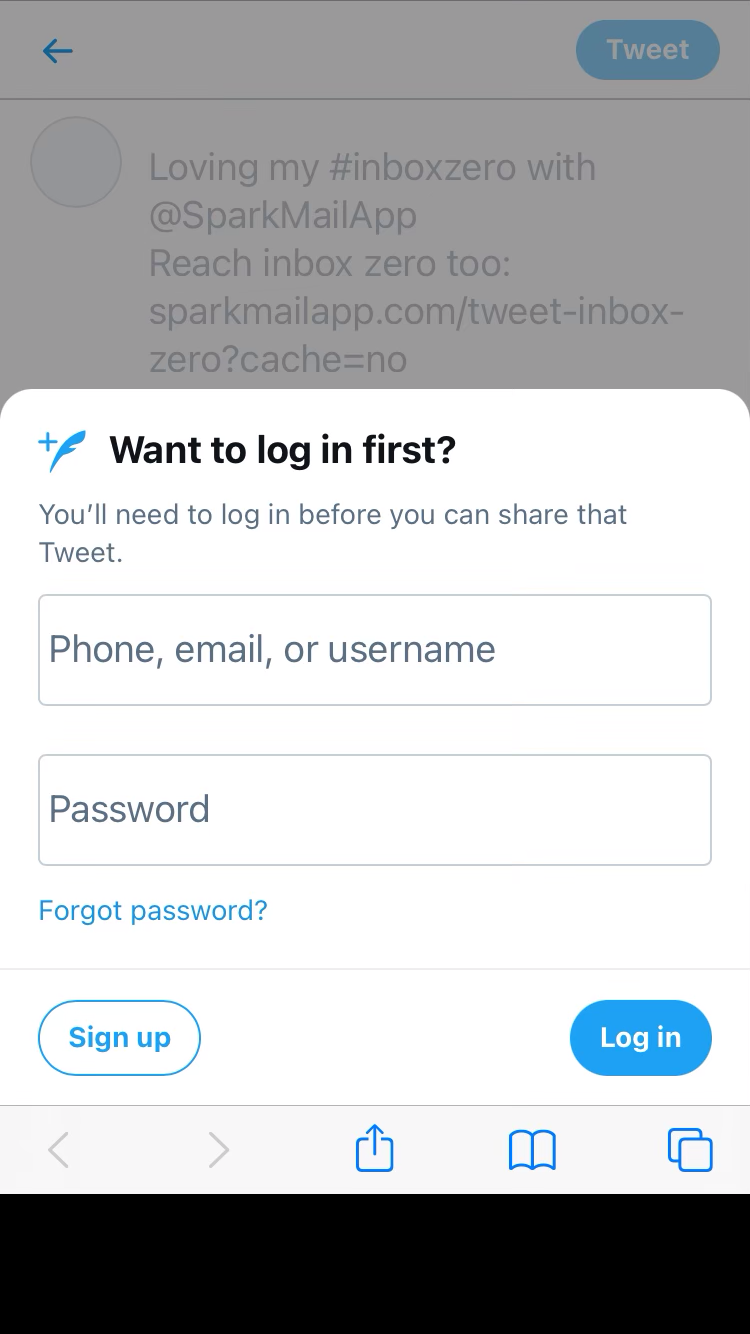 Tweet
Loving my #inboxzero with
@SparkMailApp
Reach inbox zero too:
sparkmailapp.com/tweet-inbox-
zero?cache=no
Want to log in first?
You’ll need to log in before you can share that
Tweet.
Phone, email, or username
Password
Forgot password?
Sign up
Log in